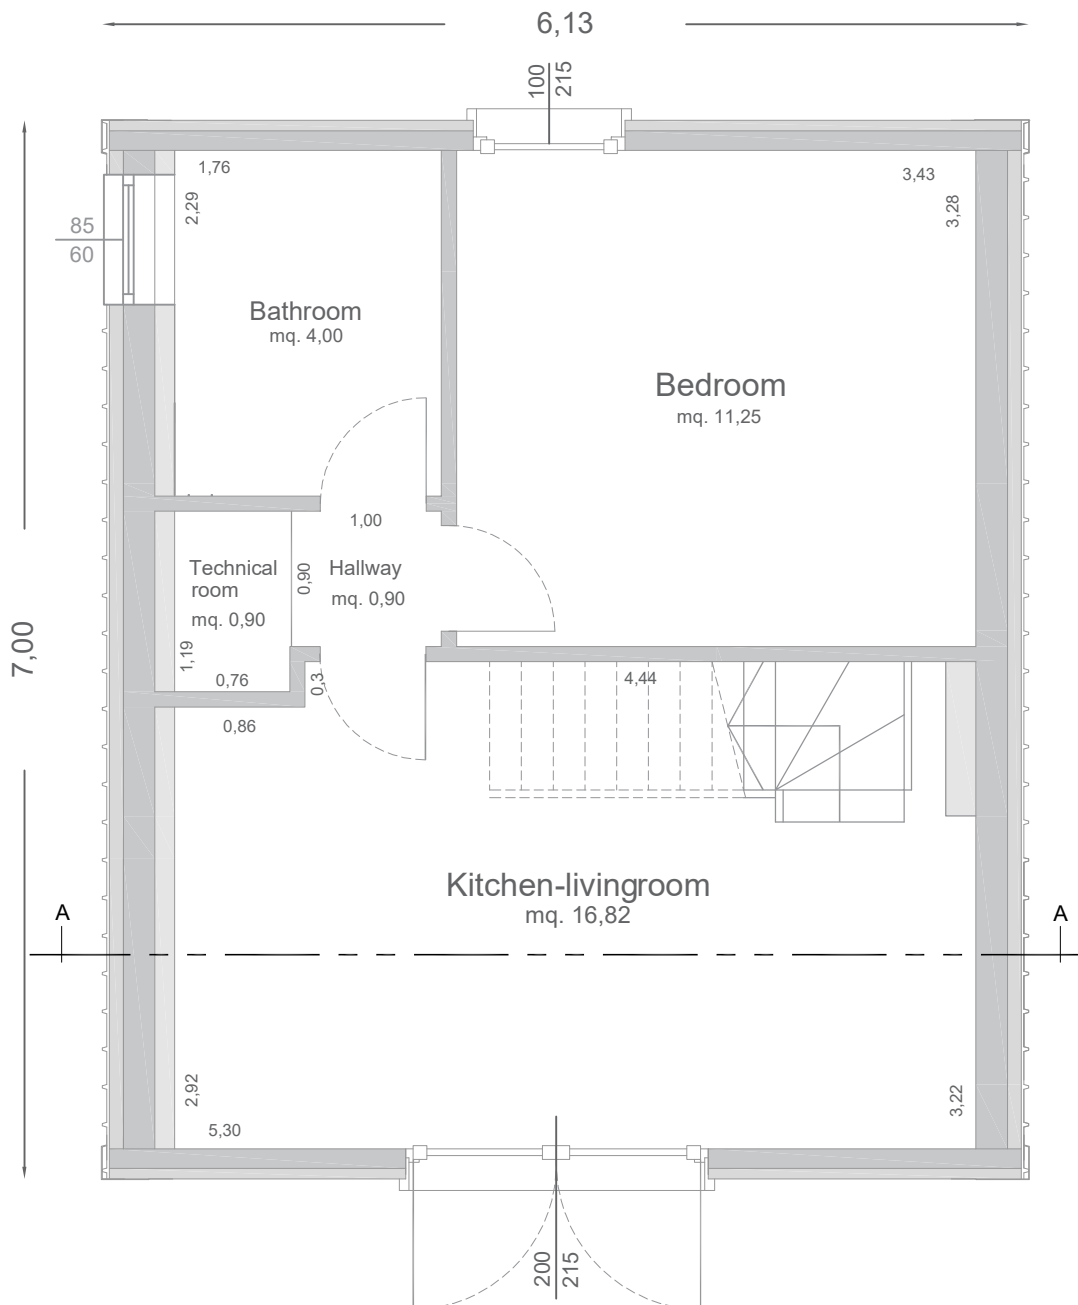 6,13
100
215
1,76
2,29
3,43
3,28
85
60
Bathroom
mq. 4,00
Bedroom
mq. 11,25
1,00
Technical
room
mq. 0,90
0,90
Hallway
mq. 0,90
7,00
1,19
0,76
0,3
4,44
0,86
Kitchen-livingroom
mq. 16,82
A
A
2,92
5,30
3,22
200
215